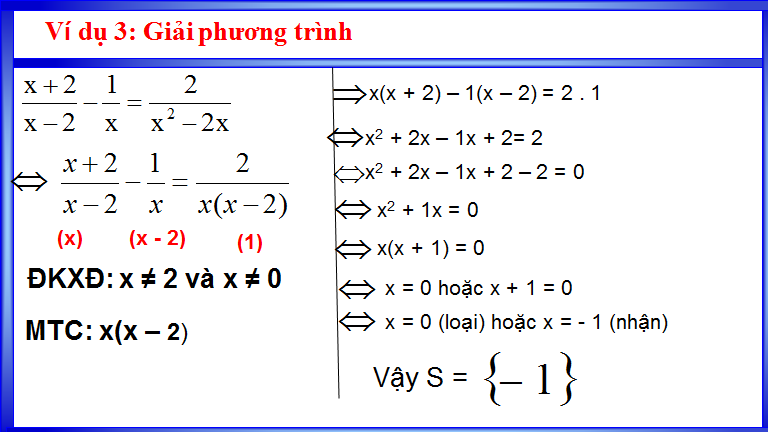 Ví dụ 3: Giải phương trình
x + 2 / x − 2 − 1 / x = 2 / x² − 2x
⇔ x + 2 / x − 2 − 1 / x = 2 / x(x − 2)
(x) (x - 2) (1)
ĐKXĐ: x ≠ 2 và x ≠ 0
MTC: x(x – 2)
⇒x(x + 2) – 1(x – 2) = 2 . 1
⇔x² + 2x – 1x + 2= 2
⇔x² + 2x – 1x + 2 – 2 = 0
⇔ x² + 1x = 0
⇔ x(x + 1) = 0
⇔ x = 0 hoặc x + 1 = 0
⇔ x = 0 (loại) hoặc x = - 1 (nhận)
Vậy S = {− 1}